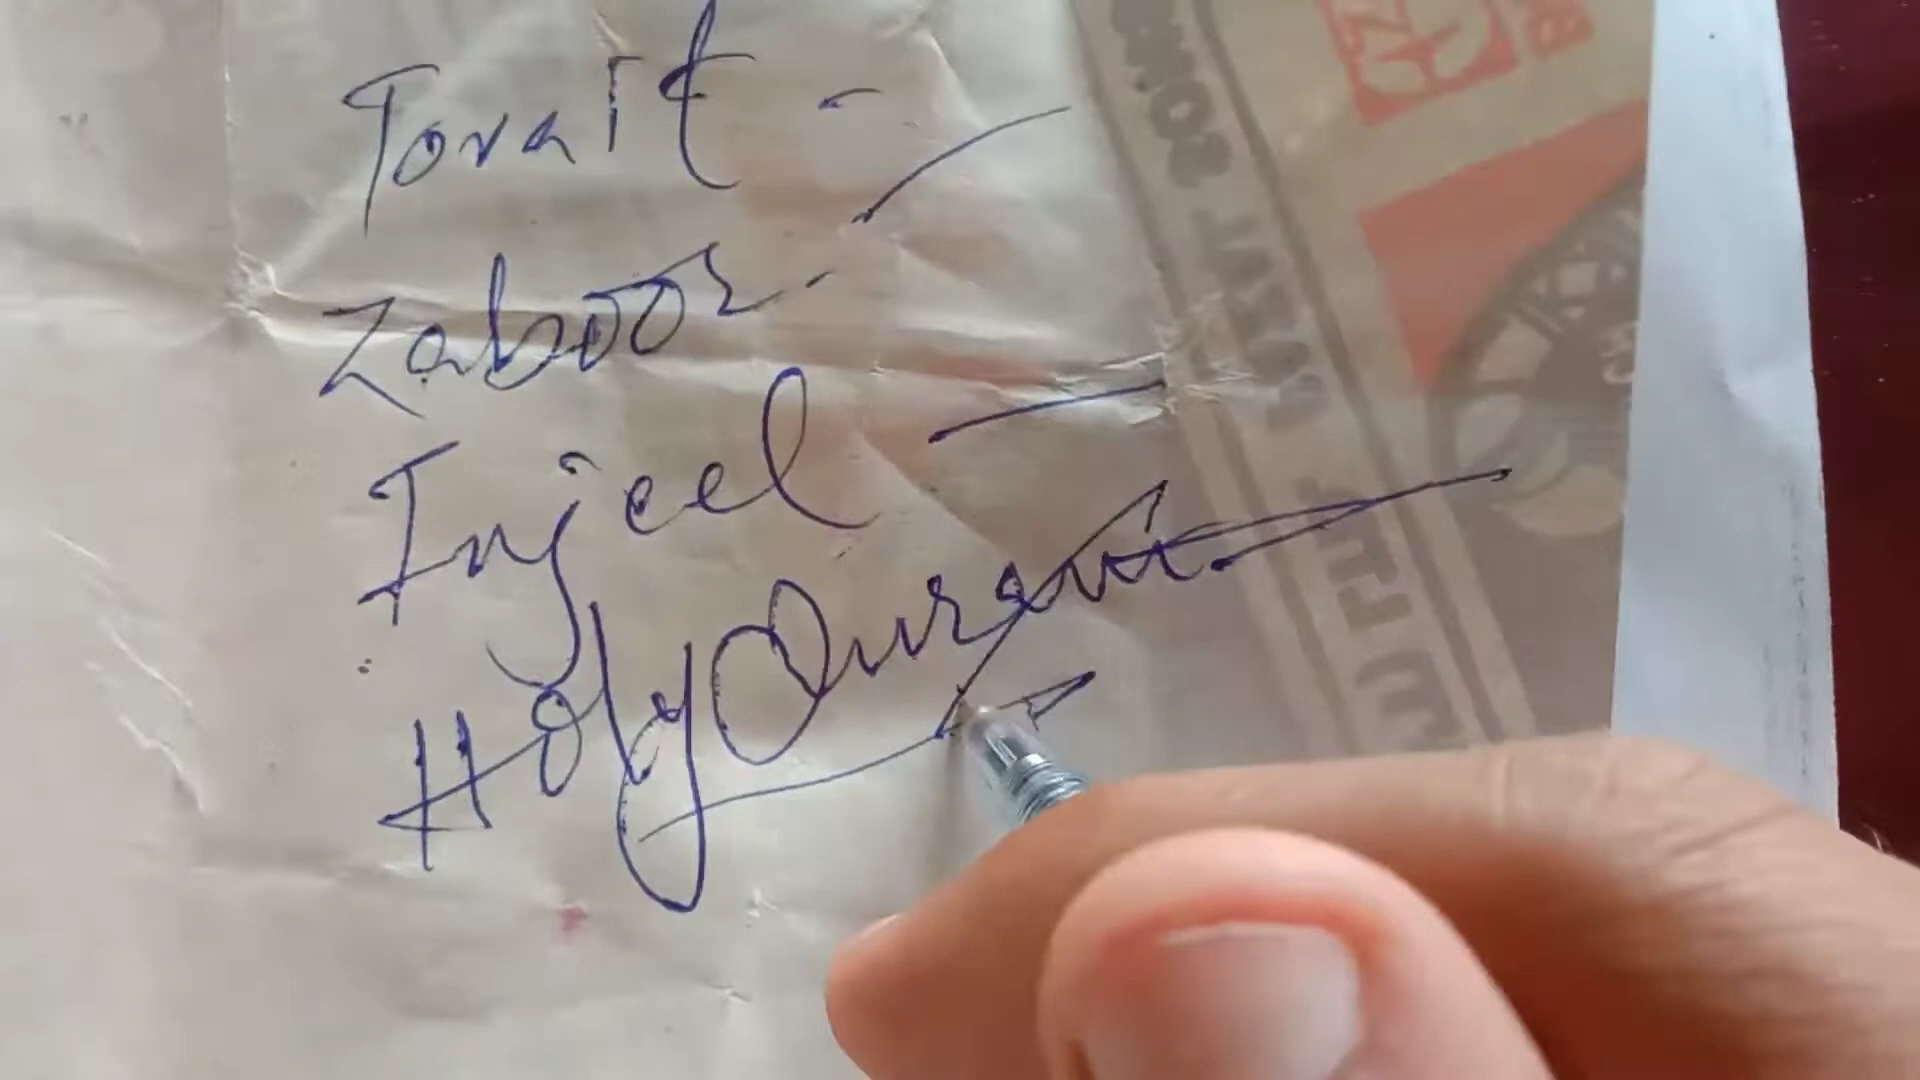 Torait -
Zaboor -
Injeel -
Holy Quran